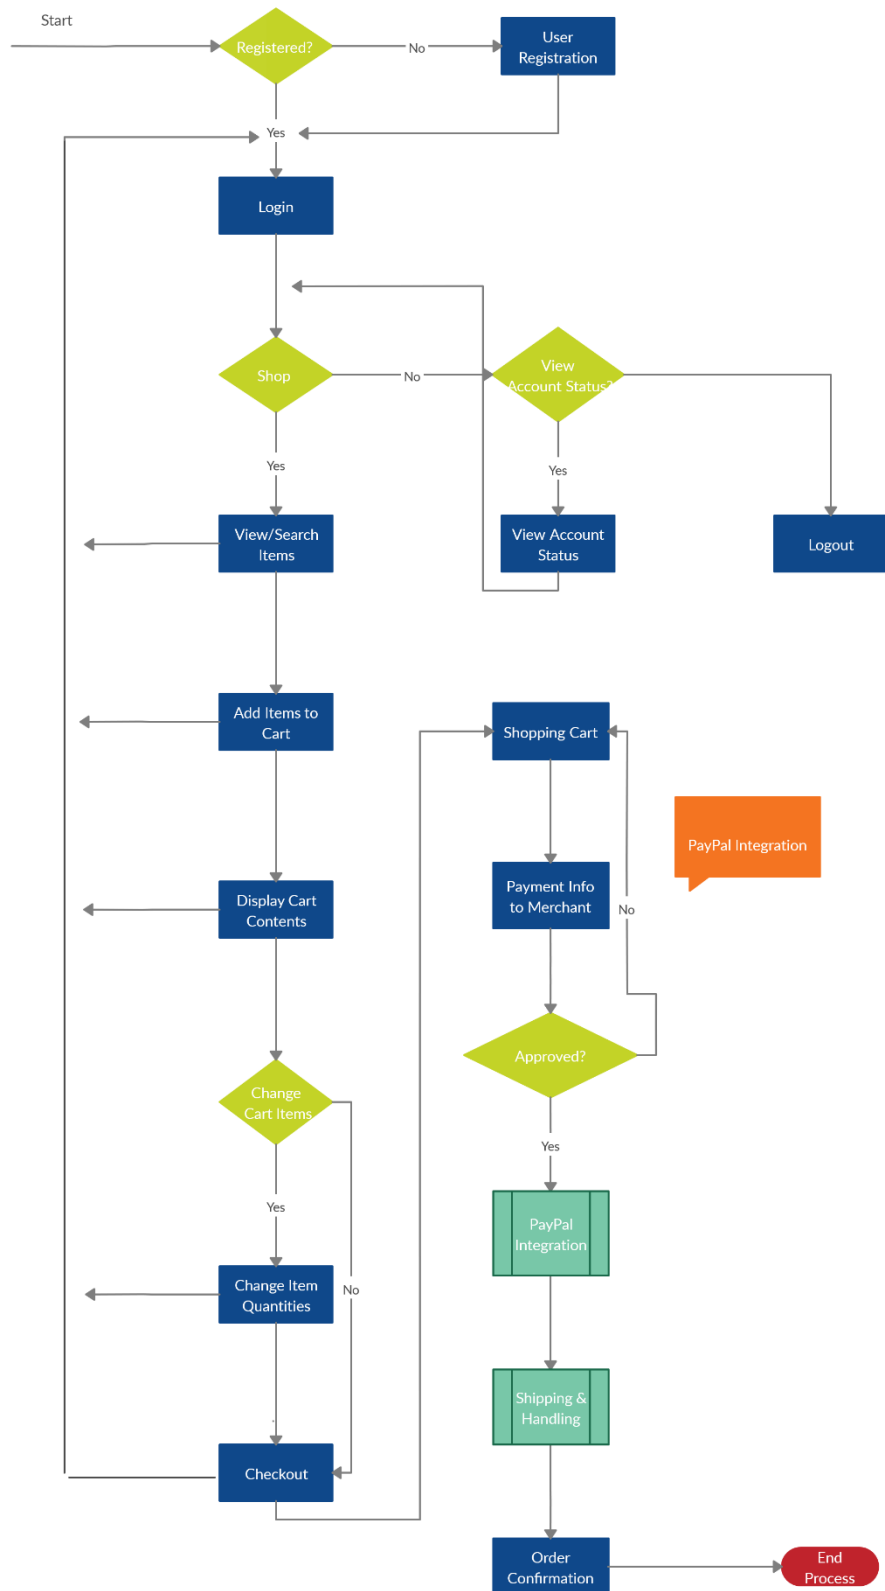 Start
Registered?
No
User
Registration
Yes
Login
Shop
No
View
Account Status?
Yes
Yes
View/Search
Items
View Account
Status
Logout
Add Items to
Cart
Shopping Cart
PayPal Integration
Display Cart
Contents
Payment Info
to Merchant
No
Approved?
Change
Cart Items
Yes
Yes
PayPal
Integration
Change Item
Quantities
No
Shipping &
Handling
Checkout
Order
Confirmation
End
Process